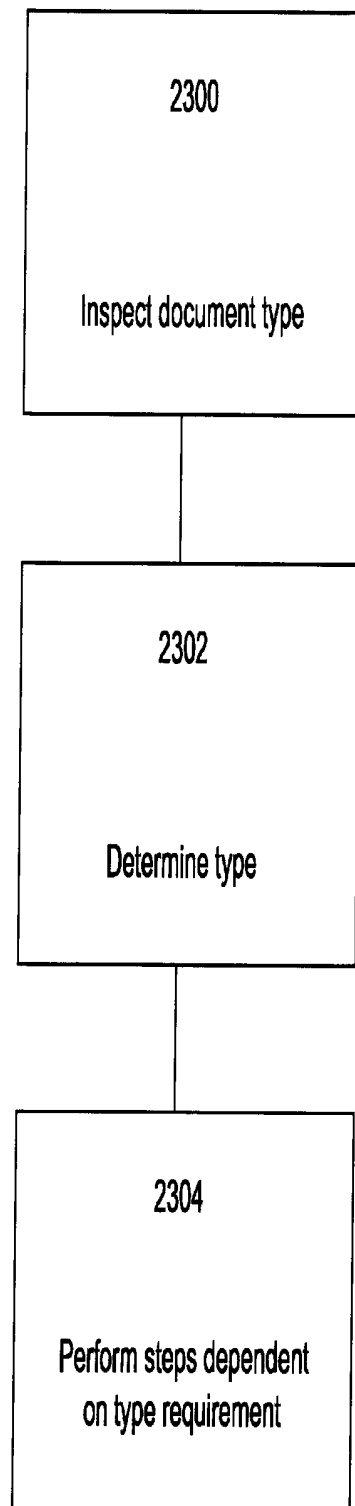 2300
Inspect document type
2302
Determine type
2304
Perform steps dependent
on type requirement